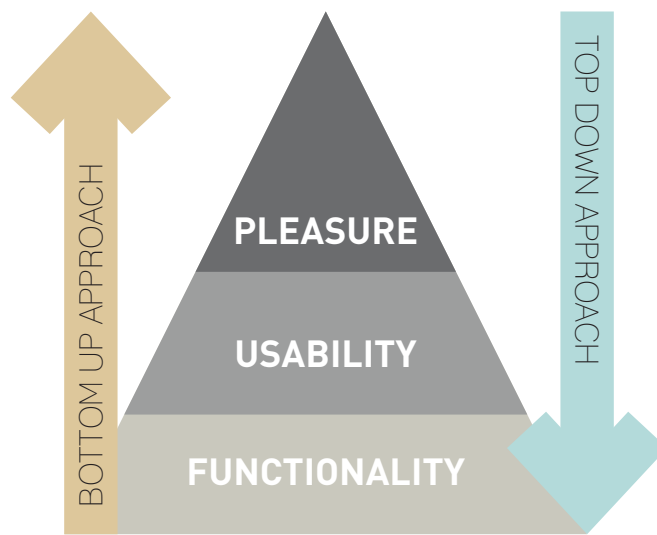 BOTTOM UP APPROACH
PLEASURE
USABILITY
FUNCTIONALITY
TOP DOWN APPROACH